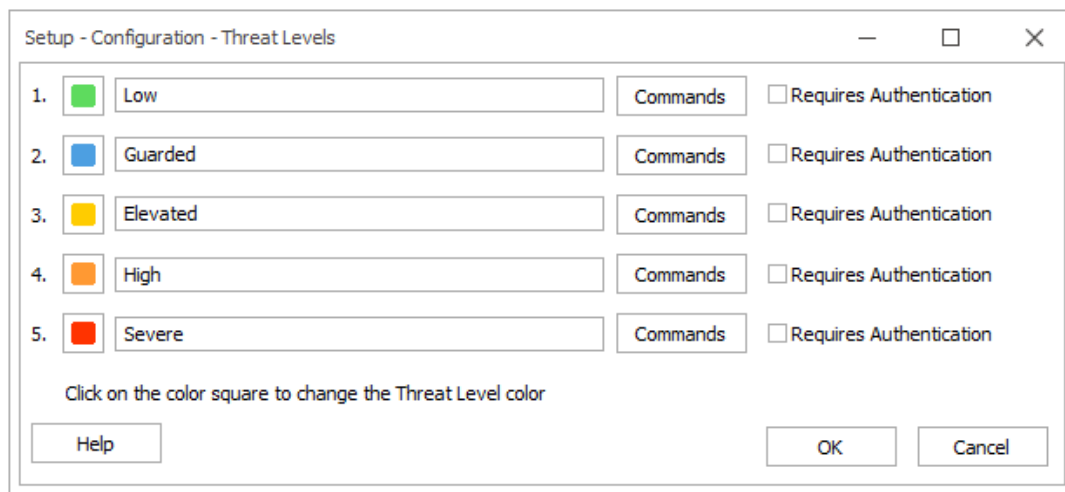 Setup - Configuration - Threat Levels
1. Low Commands Requires Authentication
2. Guarded Commands Requires Authentication
3. Elevated Commands Requires Authentication
4. High Commands Requires Authentication
5. Severe Commands Requires Authentication
Click on the color square to change the Threat Level color
Help OK Cancel